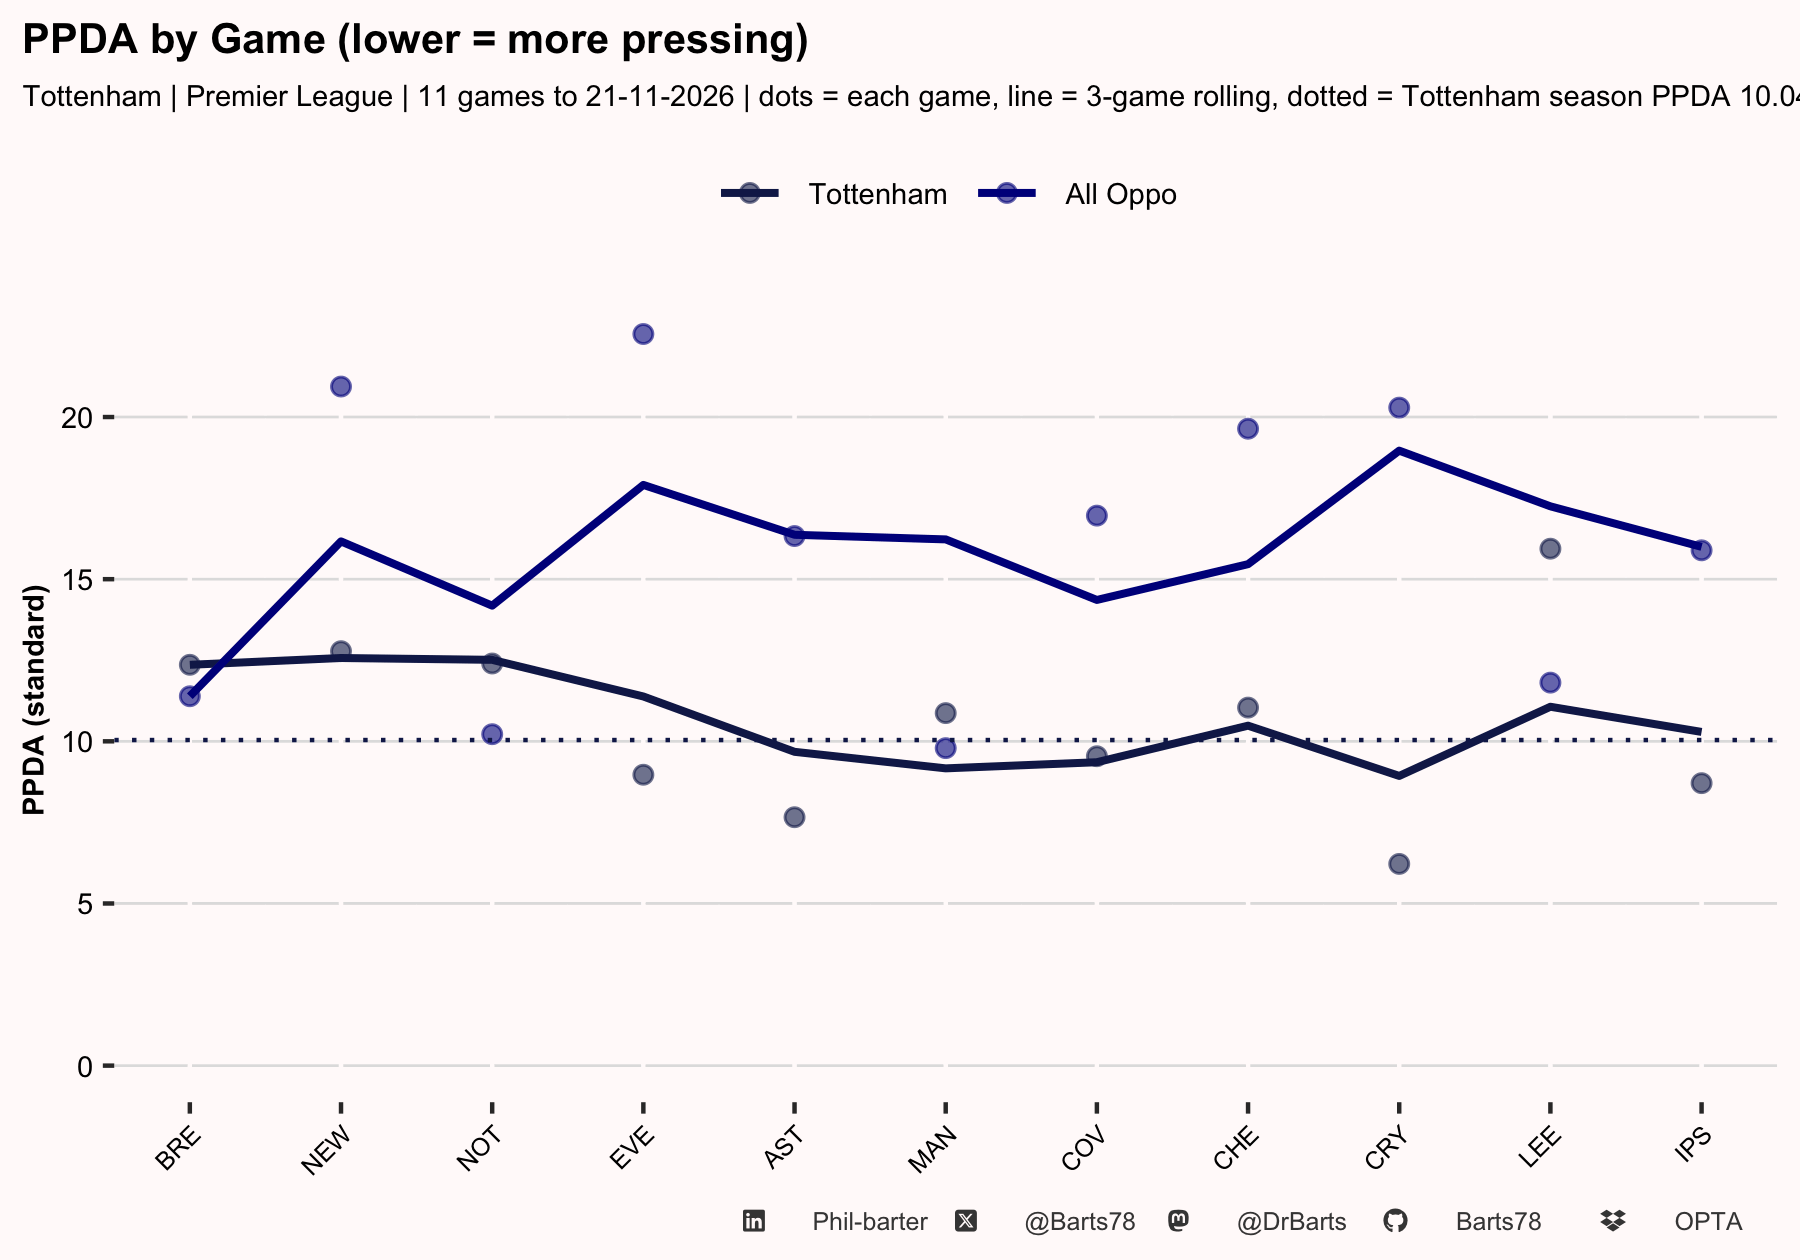 PPDA by Game (lower = more pressing)
Tottenham | Premier League | 11 games to 21-11-2026 | dots = each game, line = 3-game rolling, dotted = Tottenham season PPDA 10.04
Tottenham All Oppo
PPDA (standard)
20
15
10
5
0
BRE NEW NOT EVE AST MAN COV CHE CRY LEE IPS
Phil-barter @Barts78 @DrBarts Barts78 OPTA